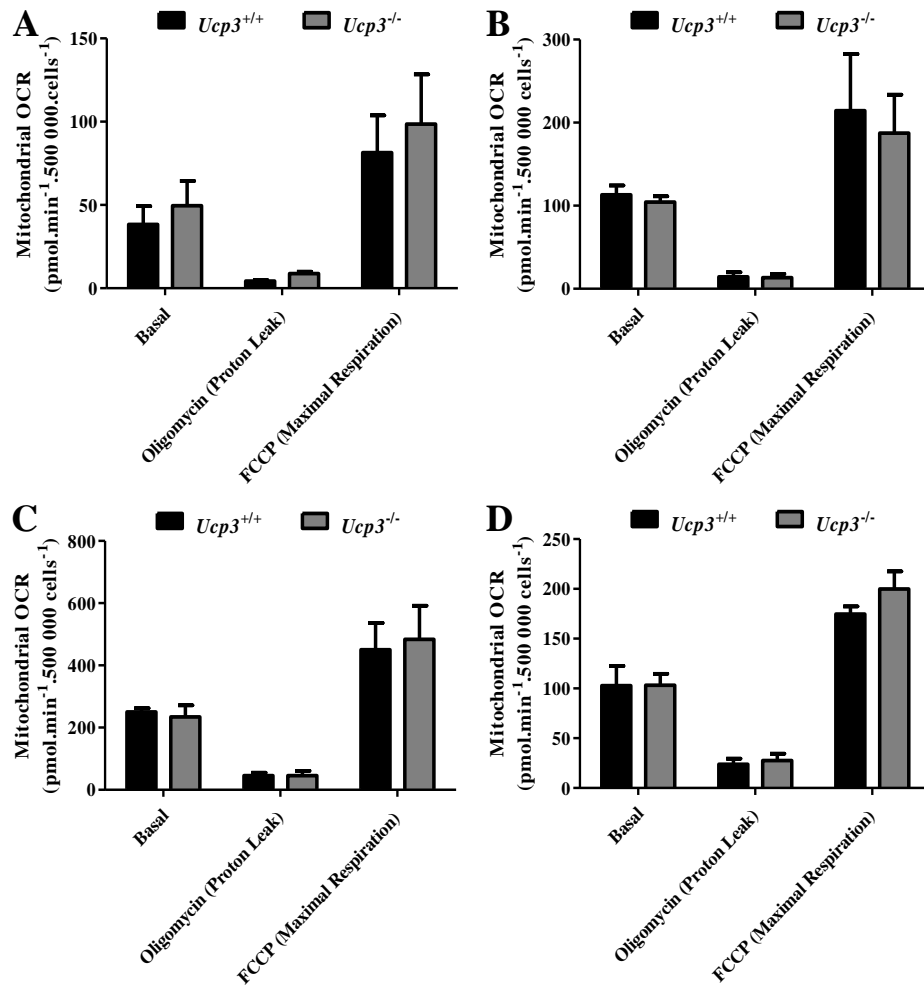 A
Ucp3+/+ Ucp3-/-
Mitochondrial OCR
(pmol.min-1.500 000.cells-1)
150
100
50
0
Basal
Oligomycin (Proton Leak)
FCCP (Maximal Respiration)
B
Ucp3+/+ Ucp3-/-
Mitochondrial OCR
(pmol.min-1.500 000 cells-1)
300
200
100
0
Basal
Oligomycin (Proton Leak)
FCCP (Maximal Respiration)
C
Ucp3+/+ Ucp3-/-
Mitochondrial OCR
(pmol.min-1.500 000 cells-1)
800
600
400
200
0
Basal
Oligomycin (Proton Leak)
FCCP (Maximal Respiration)
D
Ucp3+/+ Ucp3-/-
Mitochondrial OCR
(pmol.min-1.500 000 cells-1)
250
200
150
100
50
0
Basal
Oligomycin (Proton Leak)
FCCP (Maximal Respiration)